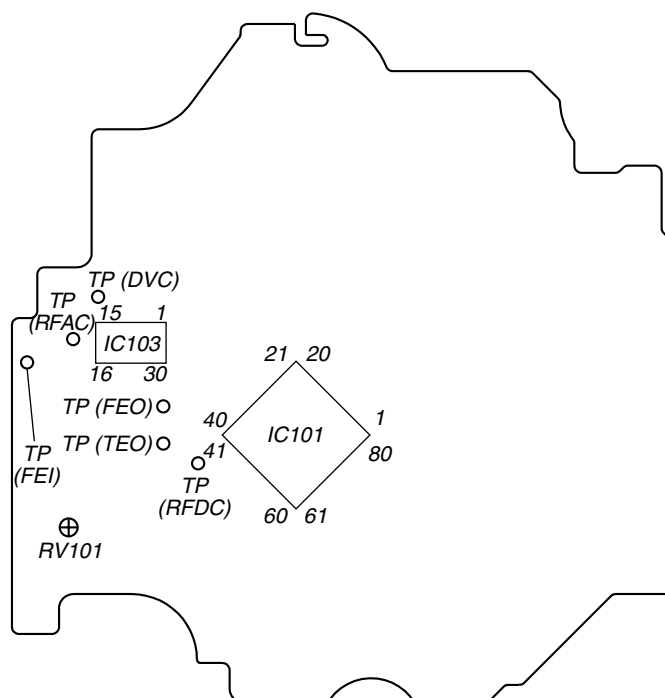 TP (DVC)
TP
(RFAC)
15 1
IC103
16 30
TP (FEO)
TP (TEO)
TP
(FEI)
21 20
40 1
IC101
41 80
TP
(RFDC)
60 61
RV101